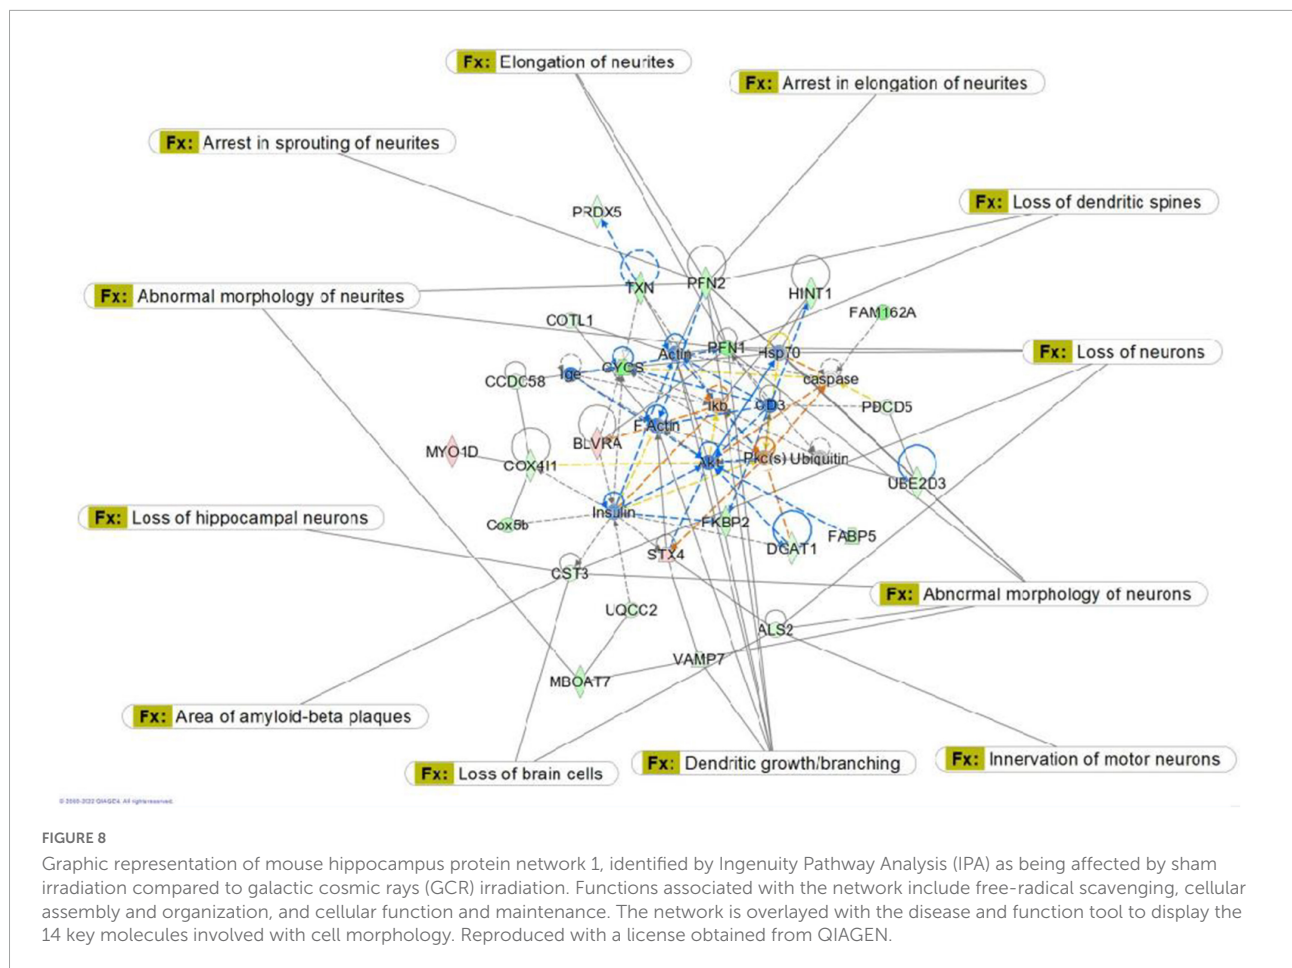 Fx: Elongation of neurites
Fx: Arrest in elongation of neurites
Fx: Arrest in sprouting of neurites
Fx: Loss of dendritic spines
PRDX5
TXN
PFN2
HINT1
Fx: Abnormal morphology of neurites
COTL1
FAM162A
Actin
PFN1
Hsp70
Fx: Loss of neurons
CCDC58
Ige
CYCS
caspase
Ikb
CD3
PDCD5
F Actin
MYO1D
BLVRA
COX4I1
Akt
Pkc(s)
Ubiquitin
UBE2D3
Fx: Loss of hippocampal neurons
Cox5b
Insulin
FKBP2
FABP5
STX4
DGAT1
CST3
Fx: Abnormal morphology of neurons
UQCC2
ALS2
VAMP7
MBOAT7
Fx: Area of amyloid-beta plaques
Fx: Loss of brain cells
Fx: Dendritic growth/branching
Fx: Innervation of motor neurons
© 2000-2022 QIAGEN. All rights reserved.
FIGURE 8
Graphic representation of mouse hippocampus protein network 1, identified by Ingenuity Pathway Analysis (IPA) as being affected by sham
irradiation compared to galactic cosmic rays (GCR) irradiation. Functions associated with the network include free-radical scavenging, cellular
assembly and organization, and cellular function and maintenance. The network is overlayed with the disease and function tool to display the
14 key molecules involved with cell morphology. Reproduced with a license obtained from QIAGEN.